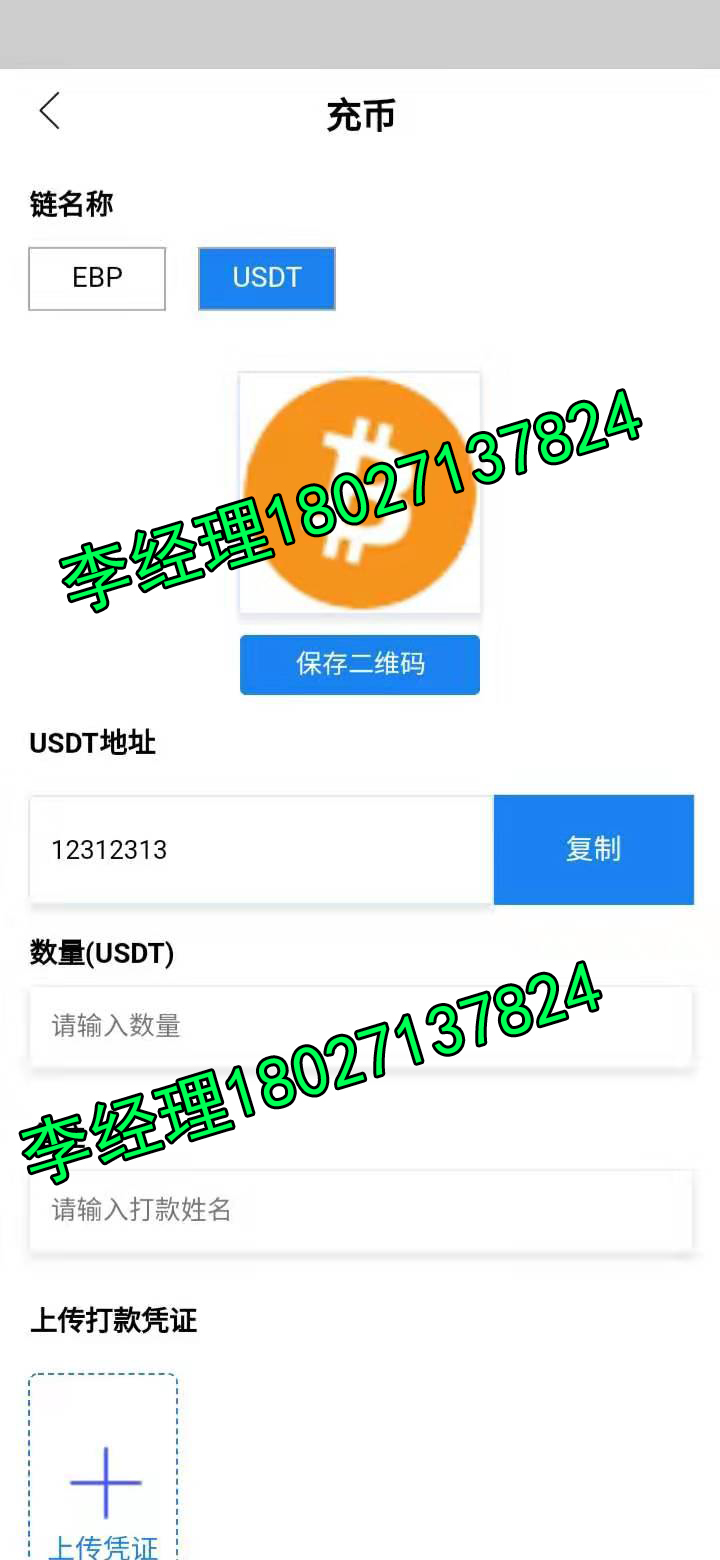 充币
链名称
EBP
USDT
李经理18027137824
保存二维码
USDT地址
12312313
复制
数量(USDT)
请输入数量
李经理18027137824
请输入打款姓名
上传打款凭证
上传凭证